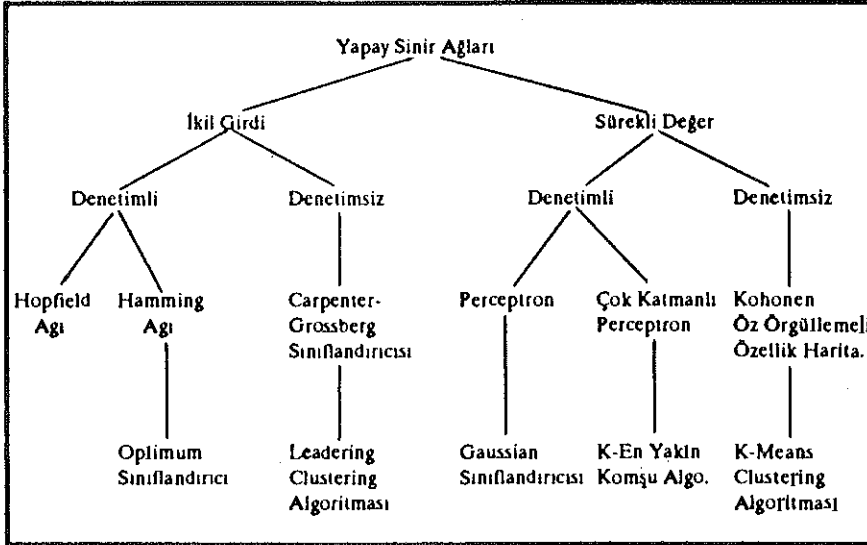 Yapay Sinir Ağları
İkil Girdi
Sürekli Değer
Denetimli
Denetimsiz
Denetimli
Denetimsiz
Hopfield
Ağı
Hamming
Ağı
Carpenter-
Grossberg
Sınıflandırıcısı
Perceptron
Çok Katmanlı
Perceptron
Kohonen
Öz Örgüllemeli
Özellik Harita.
Optimum
Sınıflandırıcı
Leadering
Clustering
Algoritması
Gaussian
Sınıflandırıcısı
K-En Yakın
Komşu Algo.
K-Means
Clustering
Algoritması